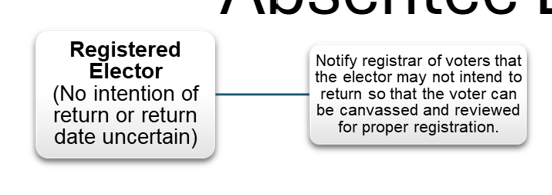 Registered
Elector
(No intention of
return or return
date uncertain)
Notify registrar of voters that
the elector may not intend to
return so that the voter can
be canvassed and reviewed
for proper registration.